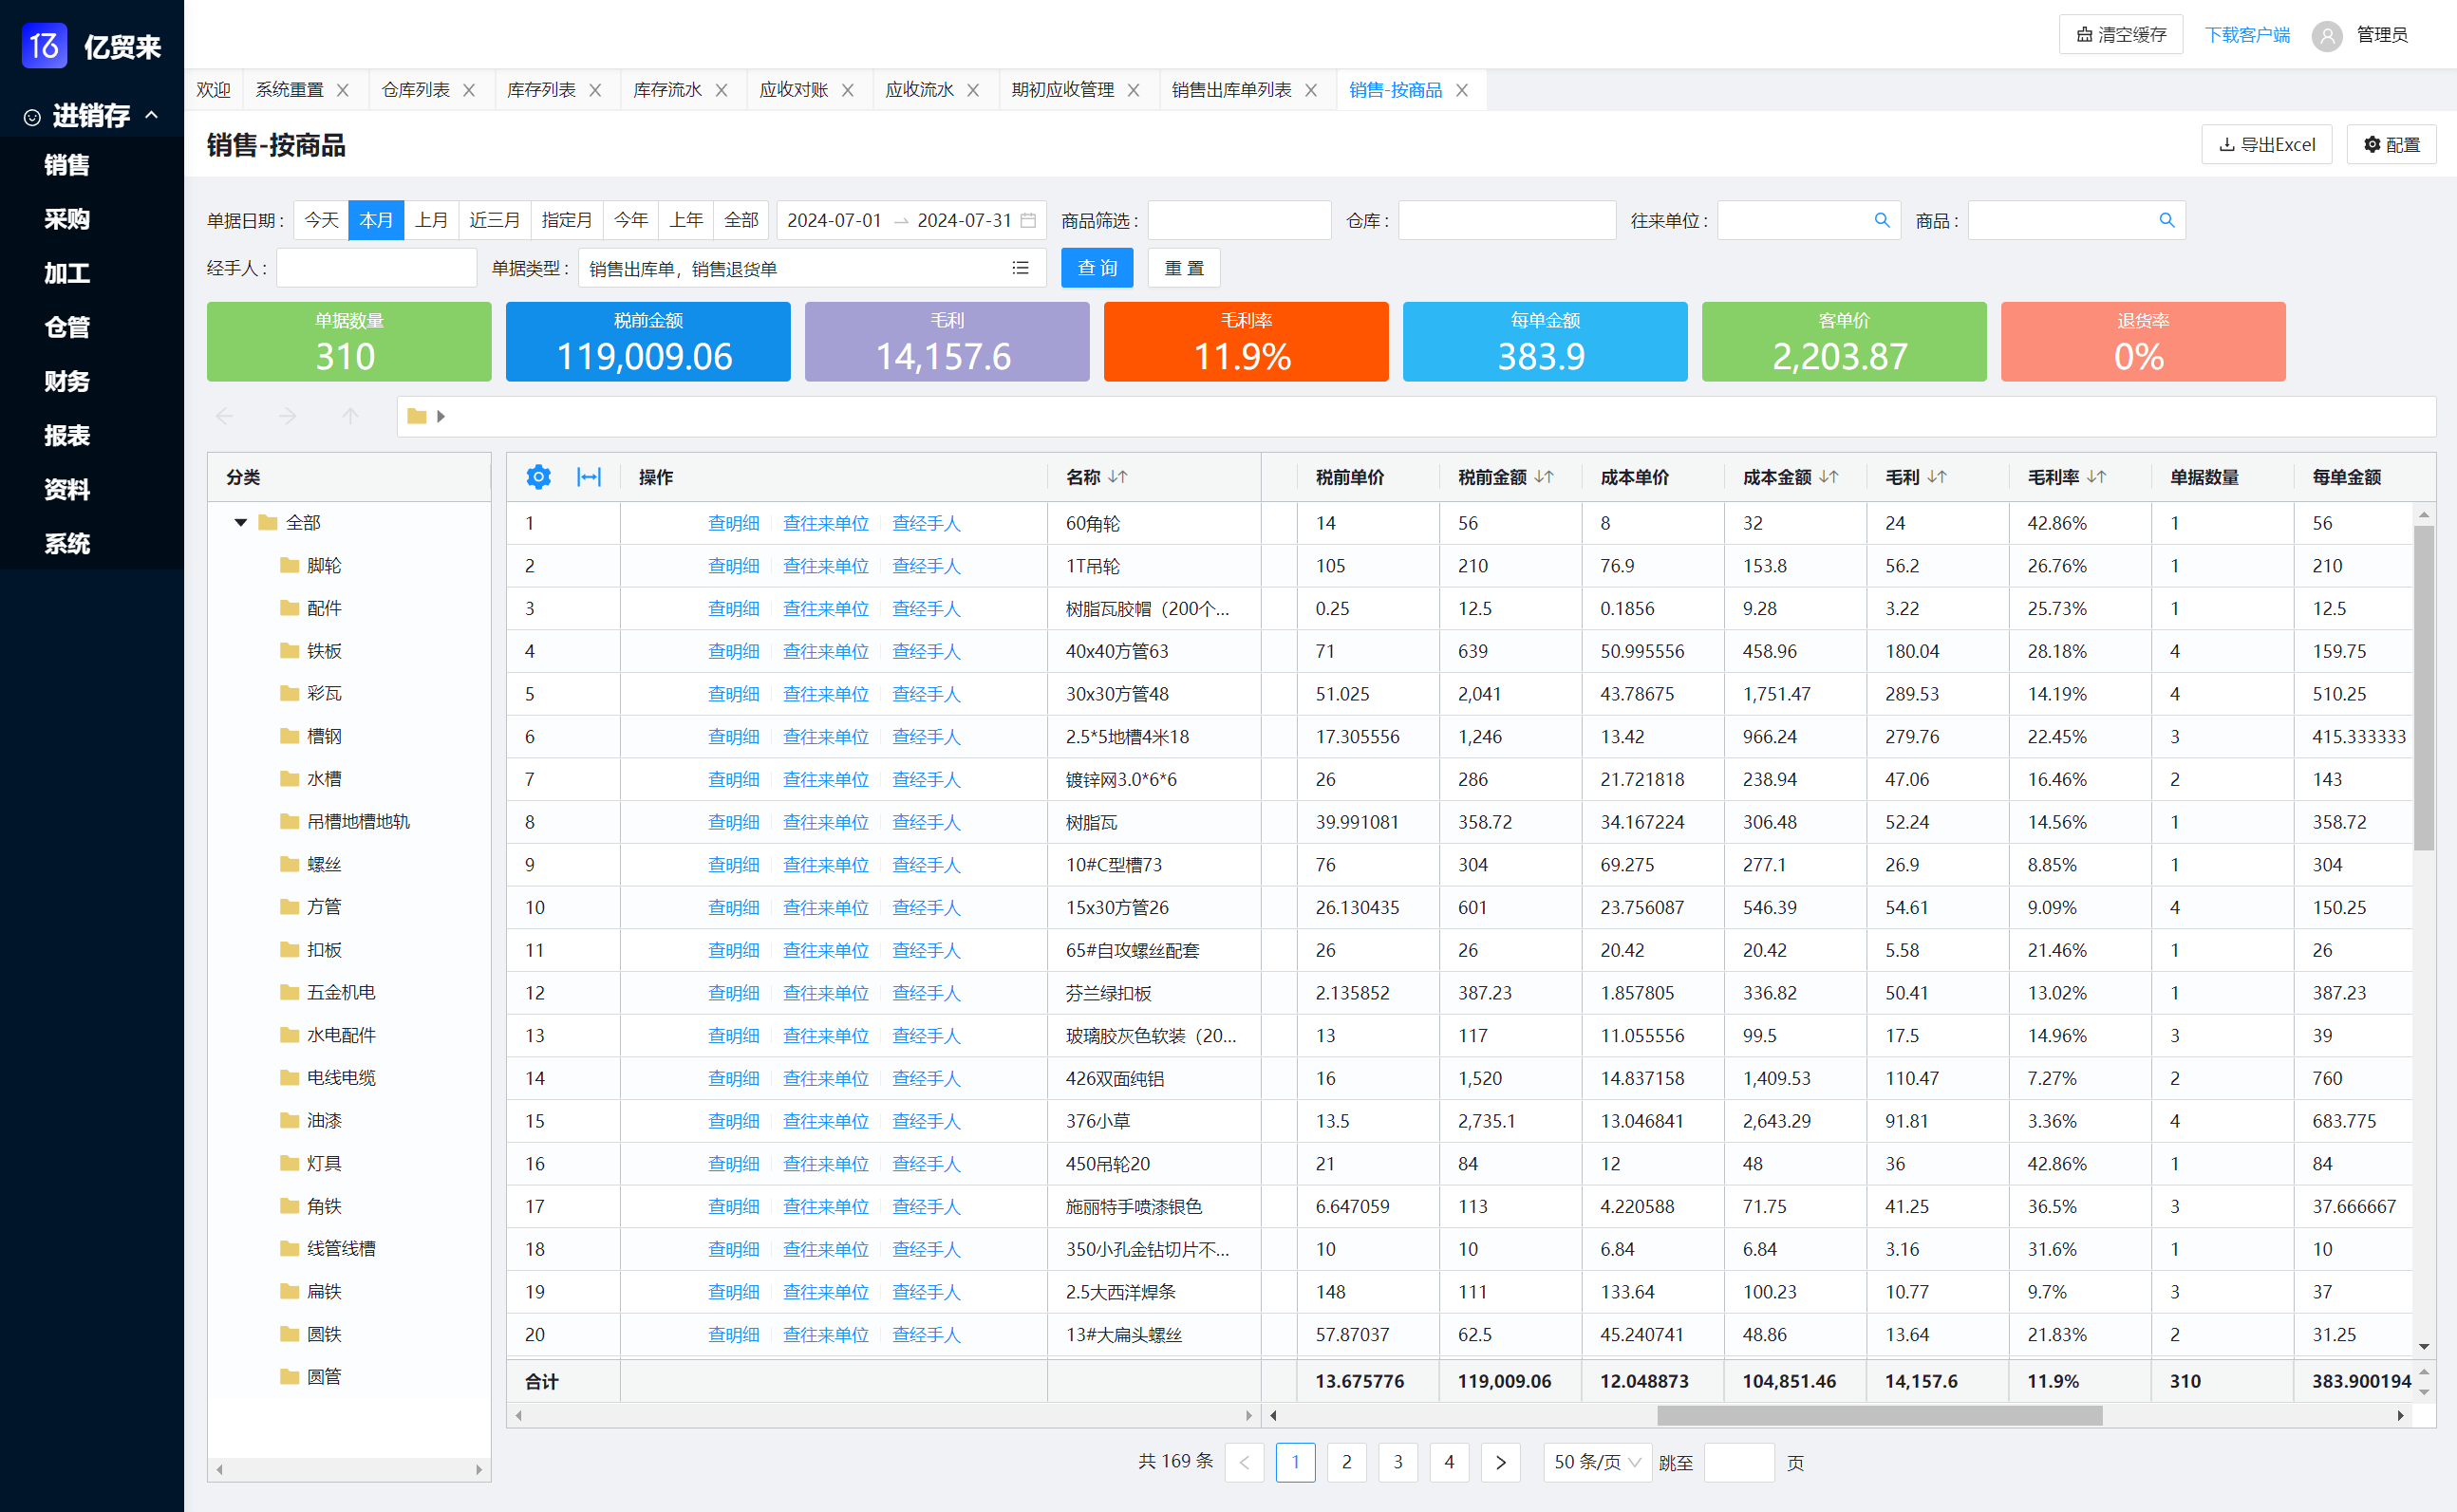 亿贸来
清空缓存 下载客户端 管理员
进销存
销售
采购
加工
仓管
财务
报表
资料
系统
欢迎 系统重置 仓库列表 库存列表 库存流水 应收对账 应收流水 期初应收管理 销售出库单列表 销售-按商品
销售-按商品 导出Excel 配置
单据日期 : 今天 本月 上月 近三月 指定月 今年 上年 全部 2024-07-01 → 2024-07-31 商品筛选 : 仓库 : 往来单位 : 商品 :
经手人 : 单据类型 : 销售出库单，销售退货单 查 询 重 置
单据数量 税前金额 毛利 毛利率 每单金额 客单价 退货率
310 119,009.06 14,157.6 11.9% 383.9 2,203.87 0%
分类
全部
脚轮
配件
铁板
彩瓦
槽钢
水槽
吊槽地槽地轨
螺丝
方管
扣板
五金机电
水电配件
电线电缆
油漆
灯具
角铁
线管线槽
扁铁
圆铁
圆管
操作 名称 税前单价 税前金额 成本单价 成本金额 毛利 毛利率 单据数量 每单金额
1 查明细 查往来单位 查经手人 60角轮 14 56 8 32 24 42.86% 1 56
2 查明细 查往来单位 查经手人 1T吊轮 105 210 76.9 153.8 56.2 26.76% 1 210
3 查明细 查往来单位 查经手人 树脂瓦胶帽（200个... 0.25 12.5 0.1856 9.28 3.22 25.73% 1 12.5
4 查明细 查往来单位 查经手人 40x40方管63 71 639 50.995556 458.96 180.04 28.18% 4 159.75
5 查明细 查往来单位 查经手人 30x30方管48 51.025 2,041 43.78675 1,751.47 289.53 14.19% 4 510.25
6 查明细 查往来单位 查经手人 2.5*5地槽4米18 17.305556 1,246 13.42 966.24 279.76 22.45% 3 415.333333
7 查明细 查往来单位 查经手人 镀锌网3.0*6*6 26 286 21.721818 238.94 47.06 16.46% 2 143
8 查明细 查往来单位 查经手人 树脂瓦 39.991081 358.72 34.167224 306.48 52.24 14.56% 1 358.72
9 查明细 查往来单位 查经手人 10#C型槽73 76 304 69.275 277.1 26.9 8.85% 1 304
10 查明细 查往来单位 查经手人 15x30方管26 26.130435 601 23.756087 546.39 54.61 9.09% 4 150.25
11 查明细 查往来单位 查经手人 65#自攻螺丝配套 26 26 20.42 20.42 5.58 21.46% 1 26
12 查明细 查往来单位 查经手人 芬兰绿扣板 2.135852 387.23 1.857805 336.82 50.41 13.02% 1 387.23
13 查明细 查往来单位 查经手人 玻璃胶灰色软装（20... 13 117 11.055556 99.5 17.5 14.96% 3 39
14 查明细 查往来单位 查经手人 426双面纯铝 16 1,520 14.837158 1,409.53 110.47 7.27% 2 760
15 查明细 查往来单位 查经手人 376小草 13.5 2,735.1 13.046841 2,643.29 91.81 3.36% 4 683.775
16 查明细 查往来单位 查经手人 450吊轮20 21 84 12 48 36 42.86% 1 84
17 查明细 查往来单位 查经手人 施丽特手喷漆银色 6.647059 113 4.220588 71.75 41.25 36.5% 3 37.666667
18 查明细 查往来单位 查经手人 350小孔金钻切片不... 10 10 6.84 6.84 3.16 31.6% 1 10
19 查明细 查往来单位 查经手人 2.5大西洋焊条 148 111 133.64 100.23 10.77 9.7% 3 37
20 查明细 查往来单位 查经手人 13#大扁头螺丝 57.87037 62.5 45.240741 48.86 13.64 21.83% 2 31.25
合计 13.675776 119,009.06 12.048873 104,851.46 14,157.6 11.9% 310 383.900194
共 169 条 1 2 3 4 50 条/页 跳至 页